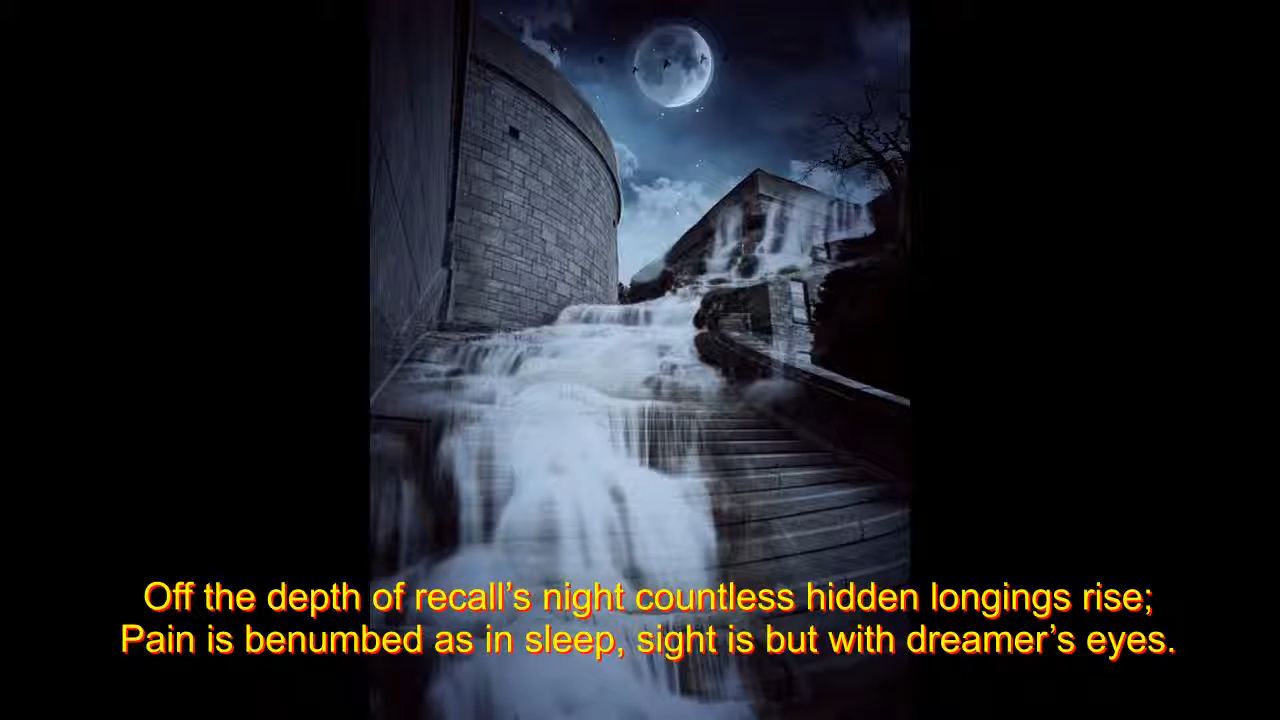 Off the depth of recall’s night countless hidden longings rise;
Pain is benumbed as in sleep, sight is but with dreamer’s eyes.